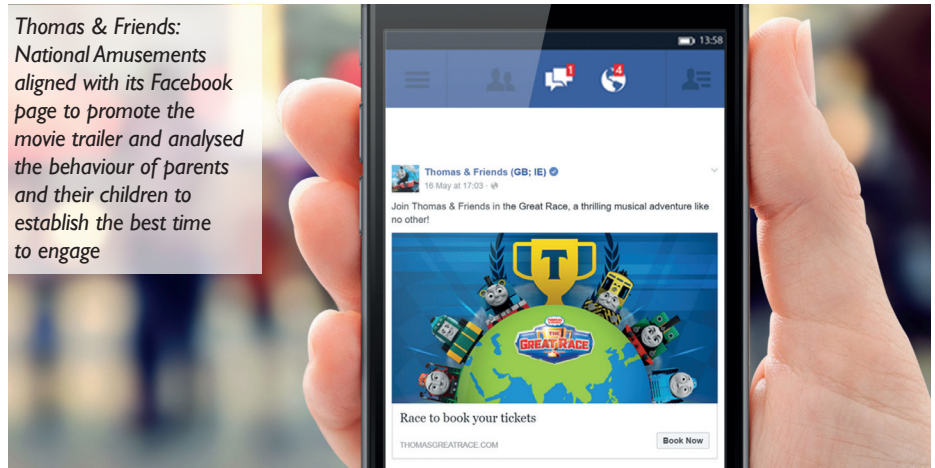 Thomas & Friends:
National Amusements
aligned with its Facebook
page to promote the
movie trailer and analysed
the behaviour of parents
and their children to
establish the best time
to engage
13:58
1
4
Thomas & Friends (GB; IE)
16 May at 17:03 ·
Join Thomas & Friends in the Great Race, a thrilling musical adventure like
no other!
T
THE
GREAT RACE
Race to book your tickets
THOMASGREATRACE.COM
Book Now